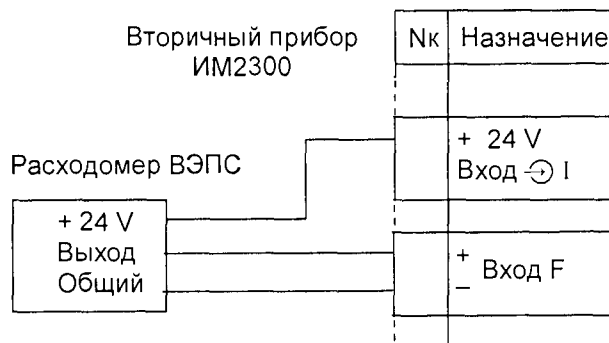 Вторичный прибор
ИМ2300
Nк Назначение
+ 24 V
Вход I
Расходомер ВЭПС
+ 24 V
Выход
Общий
+
– Вход F